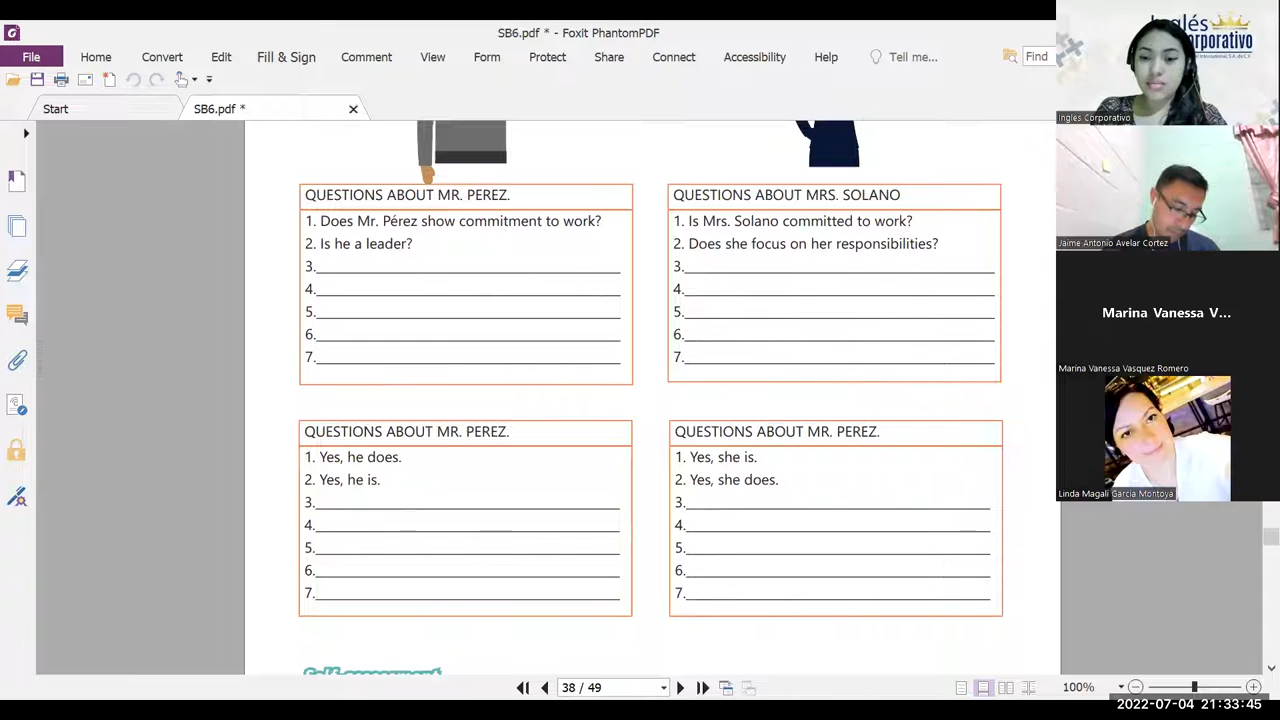 SB6.pdf * - Foxit PhantomPDF
File Home Convert Edit Fill & Sign Comment View Form Protect Share Connect Accessibility Help Tell me... Find
Start SB6.pdf *
Inglés
orporativo
International, S.A. de C.V.
Ingles Corporativo
Jaime Antonio Avelar Cortez
Marina Vanessa V...
Marina Vanessa Vasquez Romero
Linda Magali Garcia Montoya
QUESTIONS ABOUT MR. PEREZ.
1. Does Mr. Pérez show commitment to work?
2. Is he a leader?
3.
4.
5.
6.
7.
QUESTIONS ABOUT MRS. SOLANO
1. Is Mrs. Solano committed to work?
2. Does she focus on her responsibilities?
3.
4.
5.
6.
7.
QUESTIONS ABOUT MR. PEREZ.
1. Yes, he does.
2. Yes, he is.
3.
4.
5.
6.
7.
QUESTIONS ABOUT MR. PEREZ.
1. Yes, she is.
2. Yes, she does.
3.
4.
5.
6.
7.
Self-assessment
38 / 49
100%
2022-07-04 21:33:45